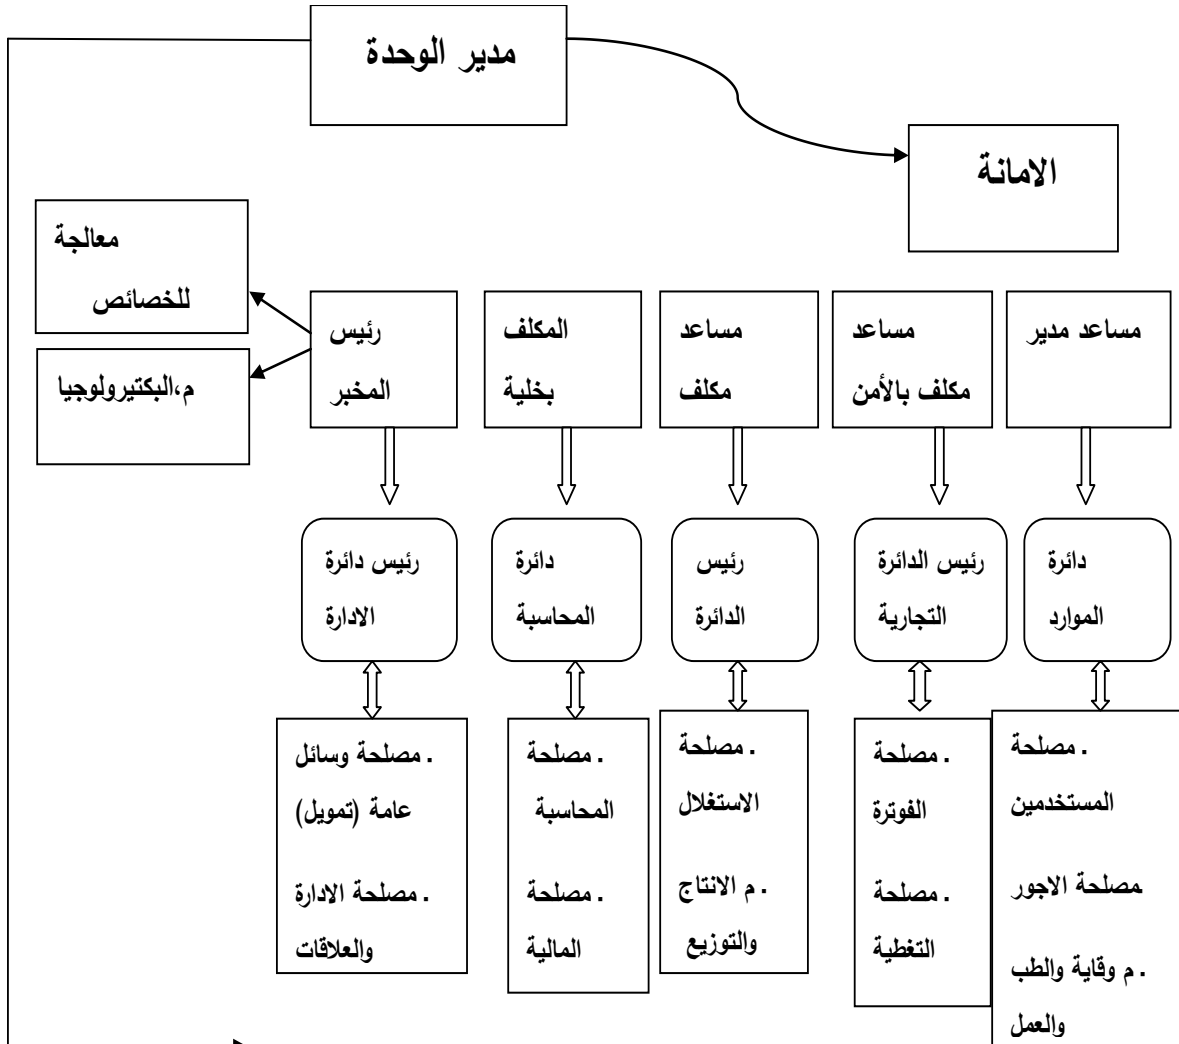 مدير الوحدة
الامانة
معالجة
للخصائص
م،البكتيرولوجيا
مساعد مدير
مساعد
مكلف بالأمن
مساعد
مكلف
المكلف
بخلية
رئيس
المخبر
دائرة
الموارد
رئيس الدائرة
التجارية
رئيس
الدائرة
دائرة
المحاسبة
رئيس دائرة
الادارة
. مصلحة
المستخدمين
مصلحة الاجور
. م وقاية والطب
والعمل
. مصلحة
الفوترة
. مصلحة
التغطية
. مصلحة
الاستغلال
. م الانتاج
والتوزيع
. مصلحة
المحاسبة
. مصلحة
المالية
. مصلحة وسائل
عامة (تمويل)
. مصلحة الادارة
والعلاقات